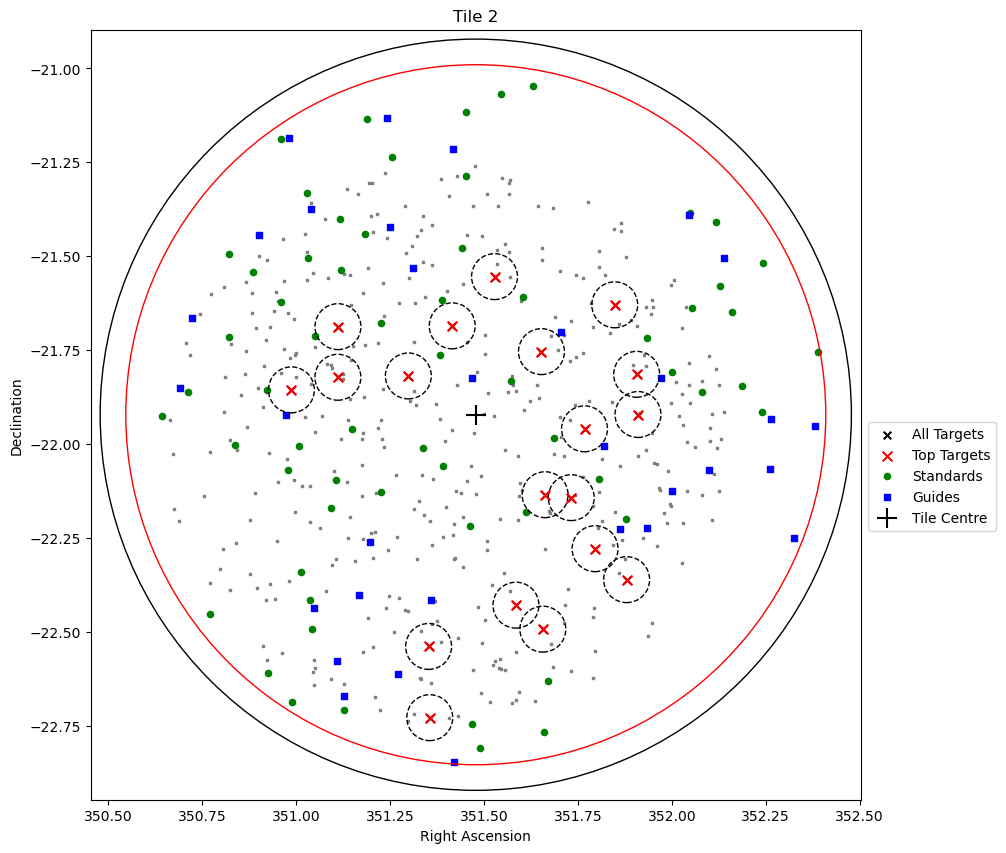 Tile 2
−21.00
−21.25
−21.50
−21.75
−22.00
−22.25
−22.50
−22.75
Declination
350.50 350.75 351.00 351.25 351.50 351.75 352.00 352.25 352.50
Right Ascension
All Targets
Top Targets
Standards
Guides
Tile Centre